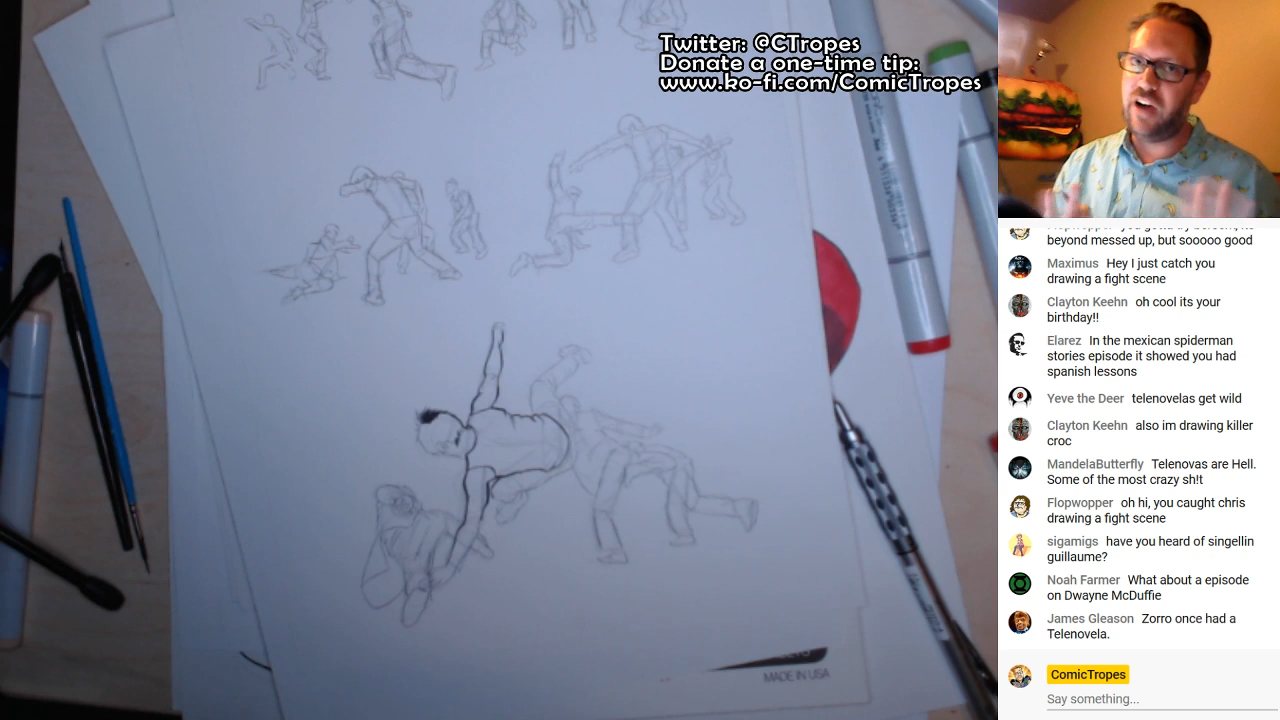 Twitter: @CTropes
Donate a one-time tip:
www.ko-fi.com/ComicTropes
Flopwopper
beyond messed up, but sooooo good
Maximus Hey I just catch you
drawing a fight scene
Clayton Keehn oh cool its your
birthday!!
Elarez In the mexican spiderman
stories episode it showed you had
spanish lessons
Yeve the Deer telenovelas get wild
Clayton Keehn also im drawing killer
croc
MandelaButterfly Telenovas are Hell.
Some of the most crazy sh!t
Flopwopper oh hi, you caught chris
drawing a fight scene
sigamigs have you heard of singellin
guillaume?
Noah Farmer What about a episode
on Dwayne McDuffie
James Gleason Zorro once had a
Telenovela.
ComicTropes
Say something...
MADE IN USA